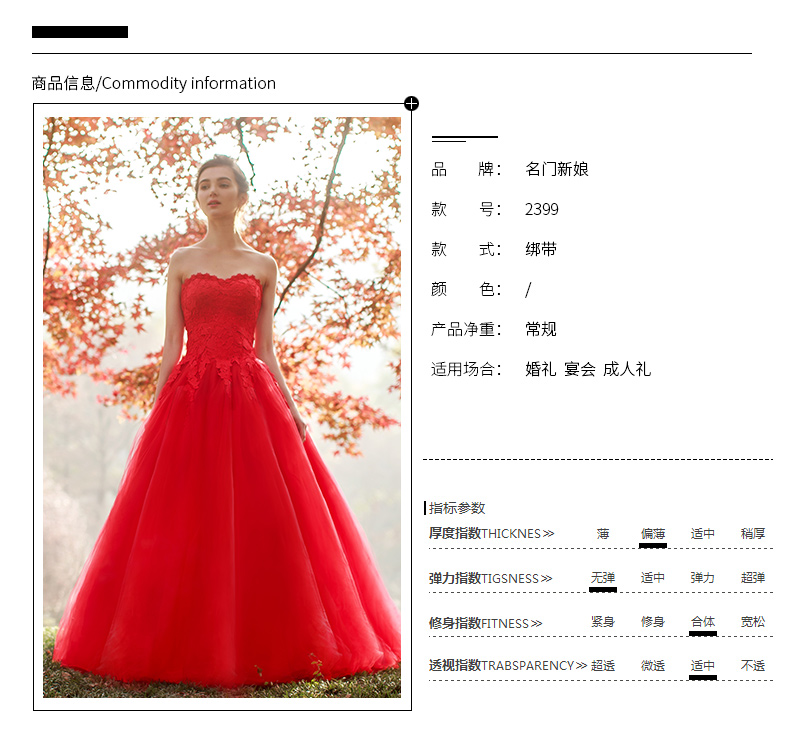 商品信息/Commodity information
品 牌： 名门新娘
款 号： 2399
款 式： 绑带
颜 色： /
产品净重： 常规
适用场合： 婚礼 宴会 成人礼
指标参数
厚度指数THICKNES≫ 薄 偏薄 适中 稍厚
弹力指数TIGSNESS≫ 无弹 适中 弹力 超弹
修身指数FITNESS≫ 紧身 修身 合体 宽松
透视指数TRABSPARENCY≫ 超透 微透 适中 不透